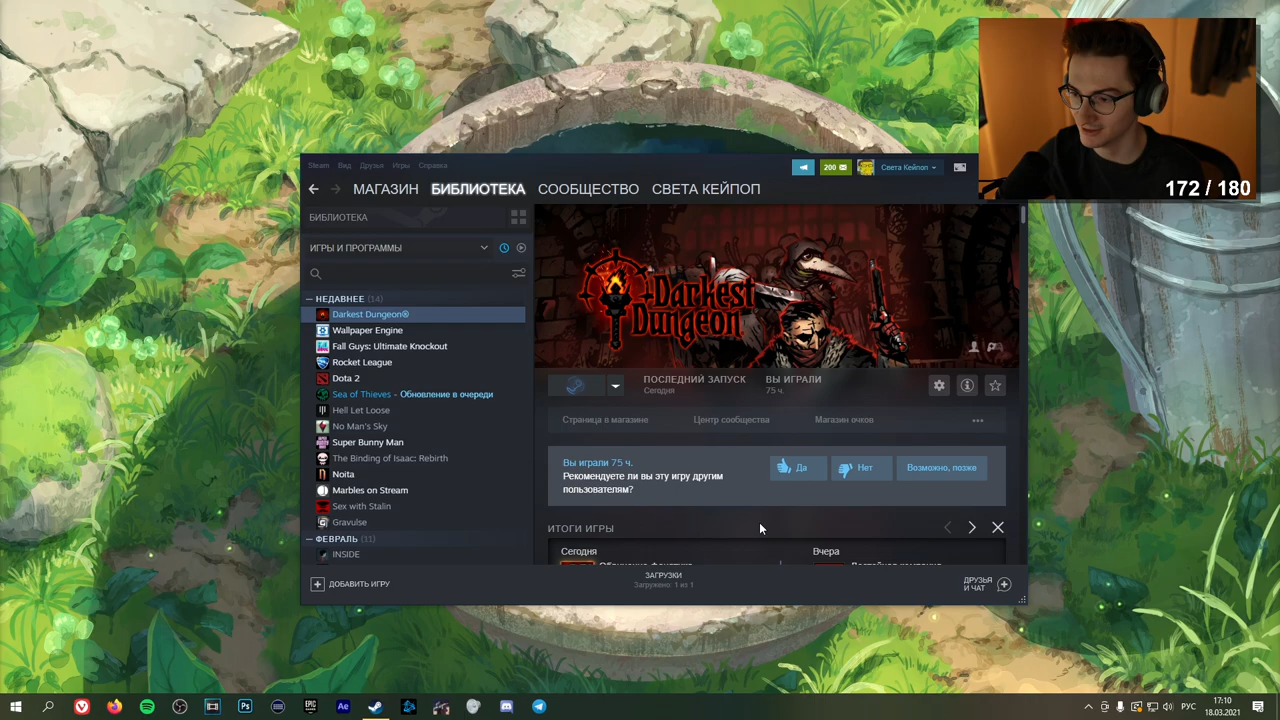 Steam Вид Друзья Игры Справка
200
Света Кейпоп
МАГАЗИН БИБЛИОТЕКА СООБЩЕСТВО СВЕТА КЕЙПОП
172 / 180
БИБЛИОТЕКА
ИГРЫ И ПРОГРАММЫ
— НЕДАВНЕЕ (14)
Darkest Dungeon®
Wallpaper Engine
Fall Guys: Ultimate Knockout
Rocket League
Dota 2
Sea of Thieves - Обновление в очереди
Hell Let Loose
No Man's Sky
Super Bunny Man
The Binding of Isaac: Rebirth
Noita
Marbles on Stream
Sex with Stalin
Gravulse
— ФЕВРАЛЬ (11)
INSIDE
Darkest
Dungeon
ПОСЛЕДНИЙ ЗАПУСК
Сегодня
ВЫ ИГРАЛИ
75 ч.
Страница в магазине Центр сообщества Магазин очков
Вы играли 75 ч.
Рекомендуете ли вы эту игру другим
пользователям?
Да Нет Возможно, позже
ИТОГИ ИГРЫ
Сегодня Вчера
ДОБАВИТЬ ИГРУ
ЗАГРУЗКИ
Загружено: 1 из 1
ДРУЗЬЯ
И ЧАТ
Ps
EPIC
GAMES
Ae
РУС
17:10
18.03.2021